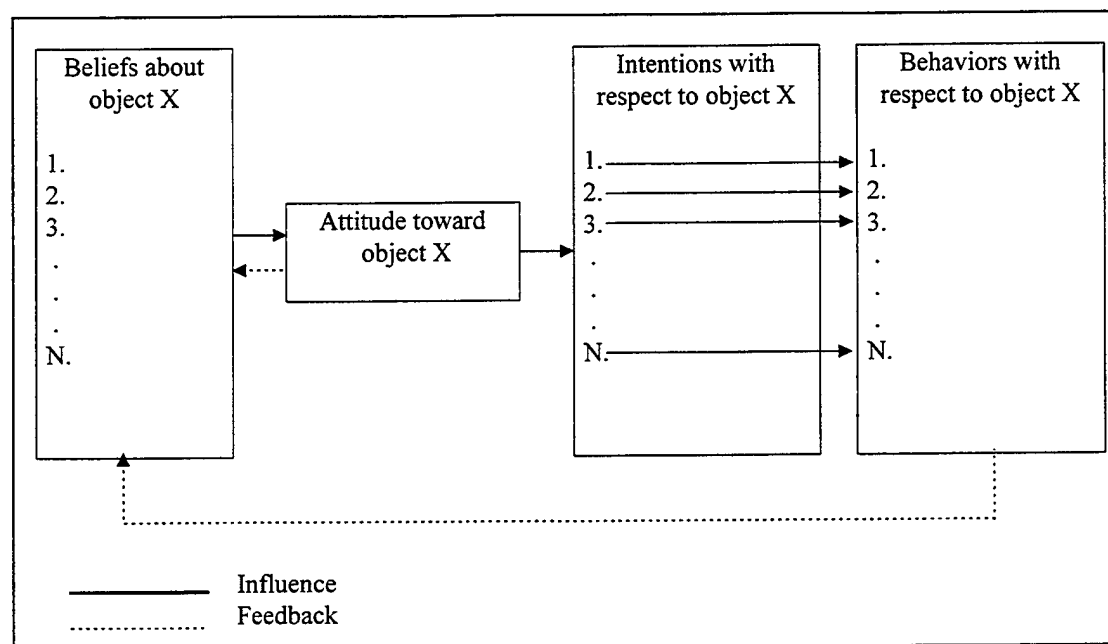 Beliefs about
object X
1.
2.
3.
.
.
.
N.
Attitude toward
object X
Intentions with
respect to object X
1.
2.
3.
.
.
.
N.
Behaviors with
respect to object X
1.
2.
3.
.
.
.
N.
Influence
Feedback